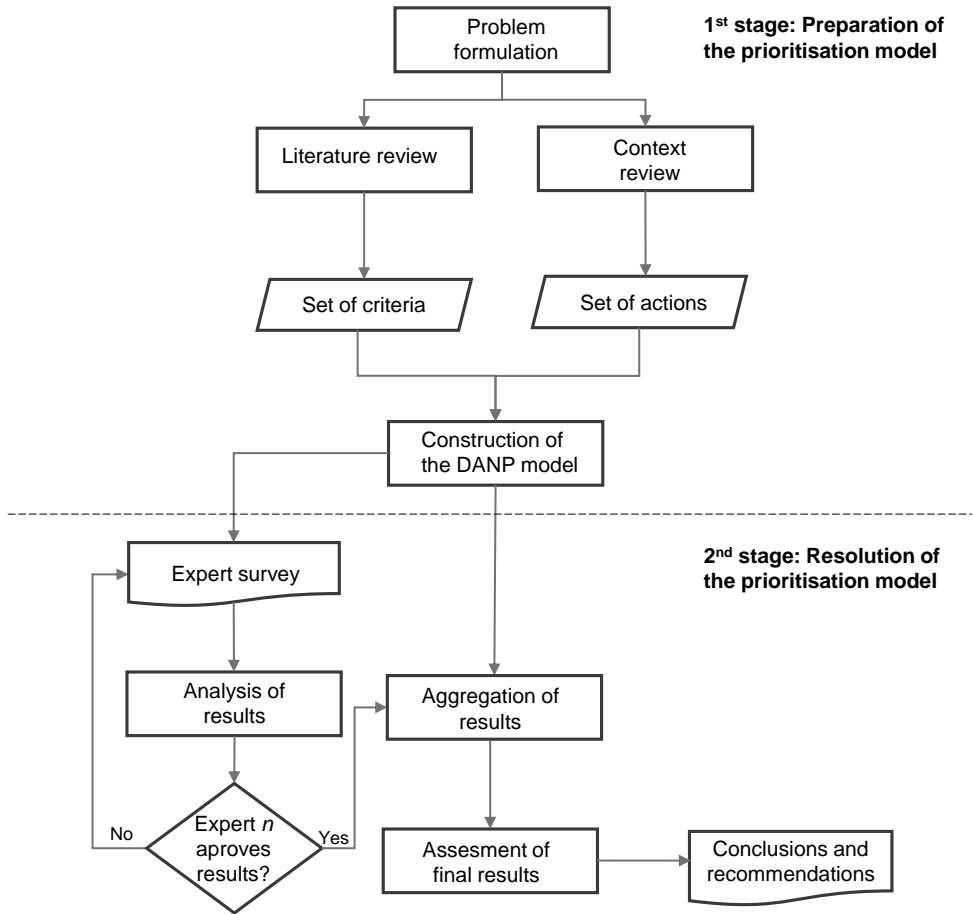 Problem
formulation
1st stage: Preparation of
the prioritisation model
Literature review
Context
review
Set of criteria
Set of actions
Construction of
the DANP model
2nd stage: Resolution of
the prioritisation model
Expert survey
Analysis of
results
Aggregation of
results
No
Expert n
aproves
results?
Yes
Assesment of
final results
Conclusions and
recommendations